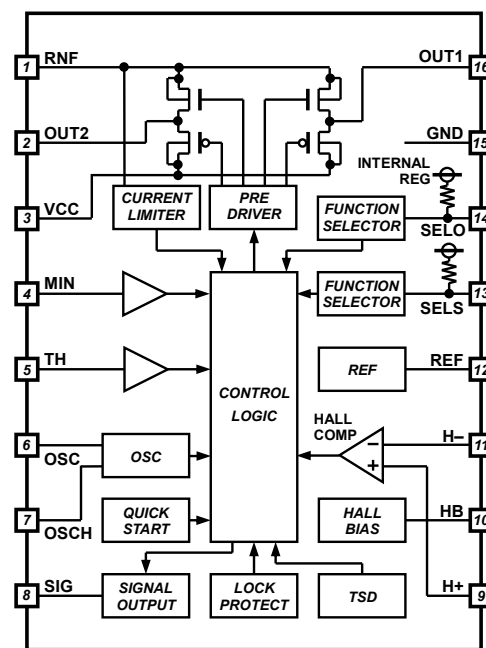 1 RNF
OUT1 16
2 OUT2
GND 15
INTERNAL
REG
3 VCC
CURRENT
LIMITER
PRE
DRIVER
FUNCTION
SELECTOR
SELO 14
4 MIN
FUNCTION
SELECTOR
SELS 13
5 TH
CONTROL
LOGIC
REF
REF 12
6 OSC
OSC
HALL
COMP
−
+
H− 11
7 OSCH
QUICK
START
HALL
BIAS
HB 10
8 SIG
SIGNAL
OUTPUT
LOCK
PROTECT
TSD
H+ 9